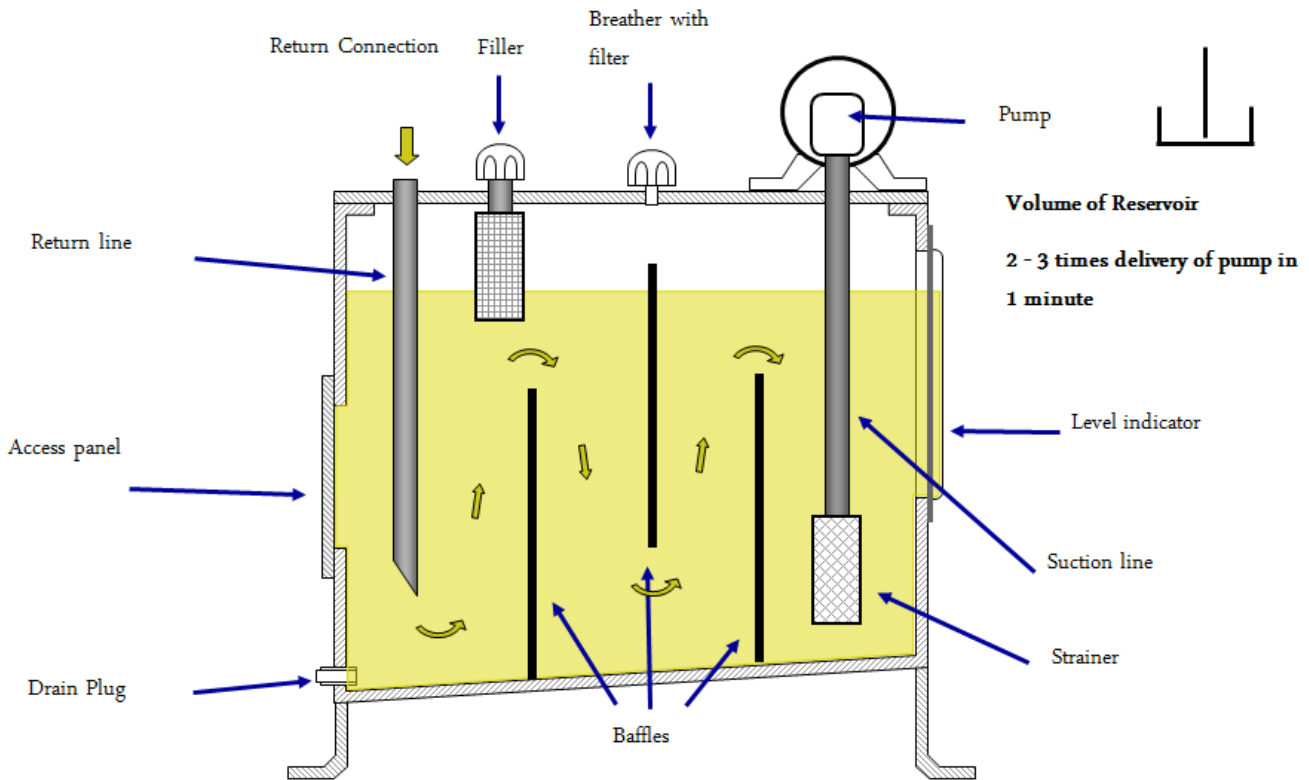 Return Connection
Filler
Breather with
filter
Pump
Volume of Reservoir
2 - 3 times delivery of pump in
1 minute
Return line
Access panel
Level indicator
Suction line
Strainer
Drain Plug
Baffles